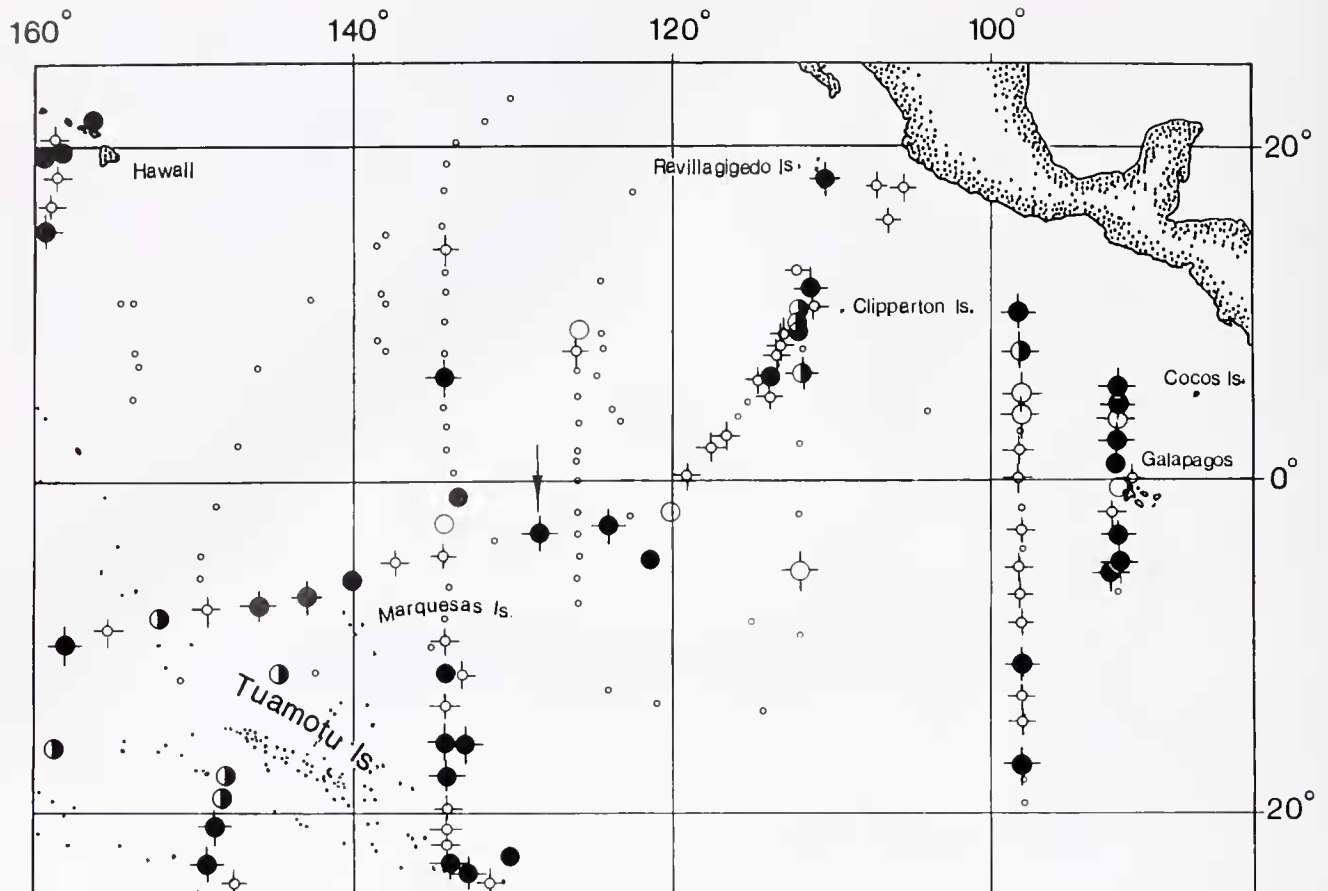 160° 140° 120° 100°
20°
Revillagigedo Is.
Hawaii
Clipperton Is.
Cocos Is.
Galapagos
0°
Marquesas Is.
Tuamotu Is.
20°